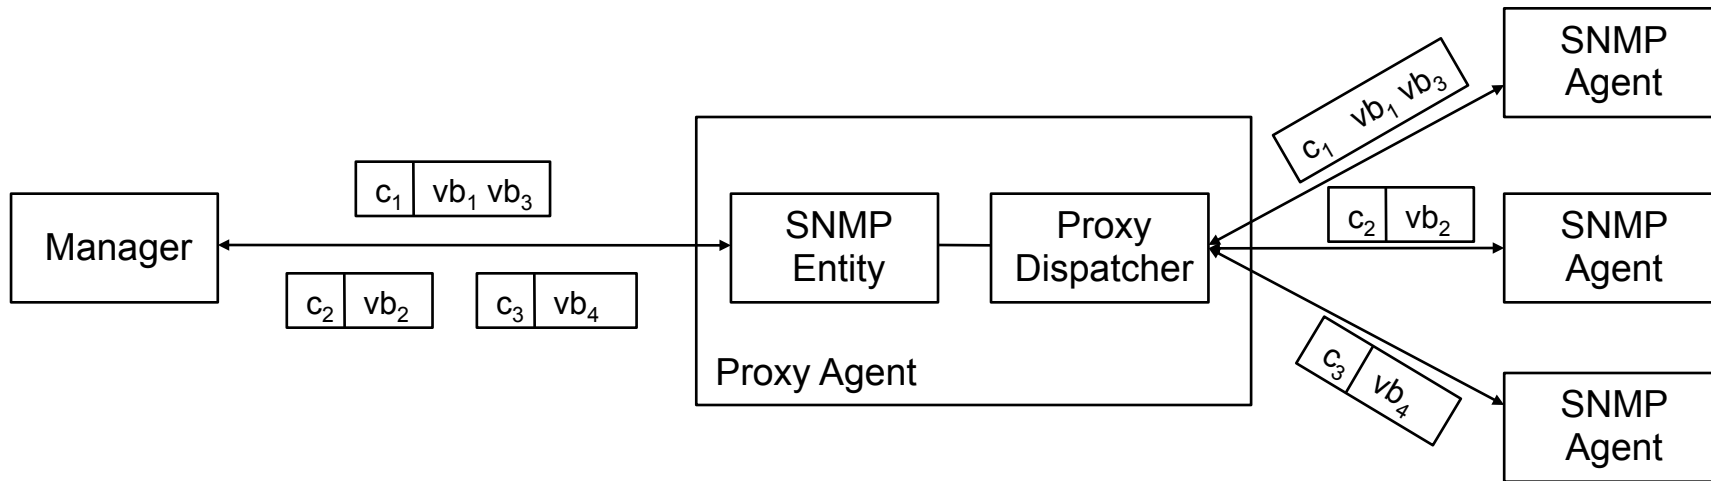 Manager
c₁ vb₁ vb₃
c₂ vb₂
c₃ vb₄
SNMP
Entity
Proxy
Dispatcher
Proxy Agent
c₁ vb₁ vb₃
c₂ vb₂
c₃ vb₄
SNMP
Agent
SNMP
Agent
SNMP
Agent